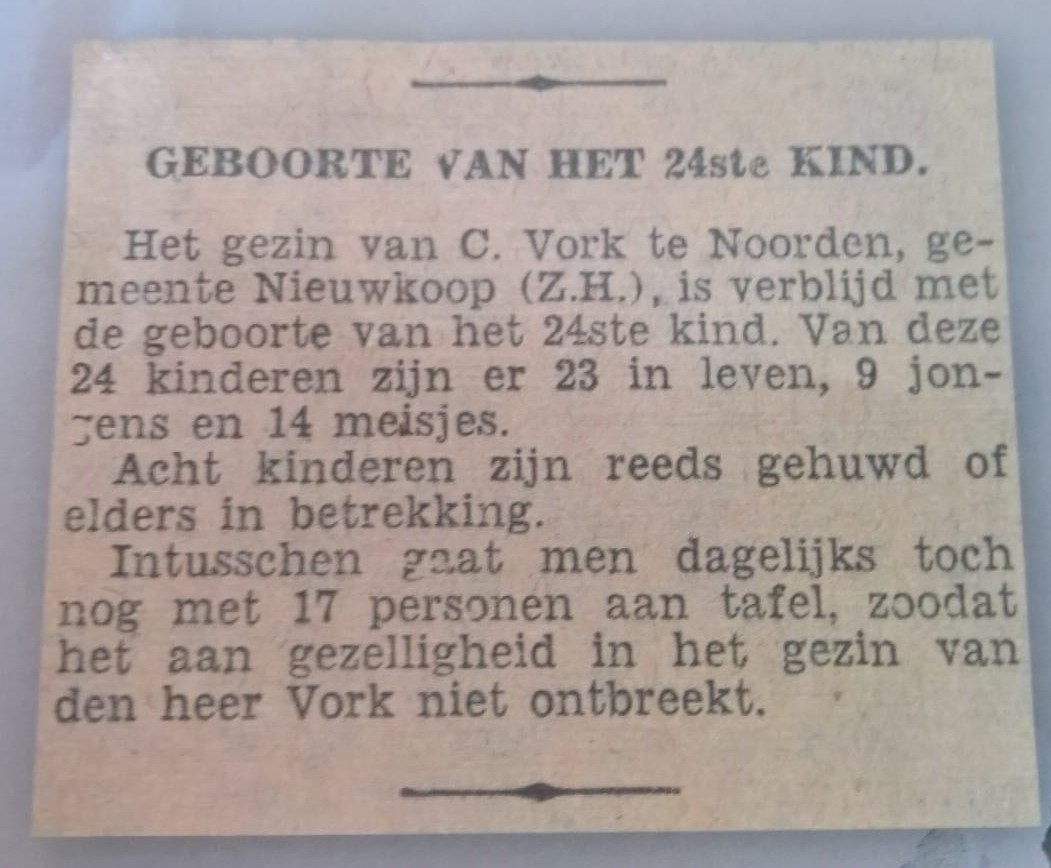 GEBOORTE VAN HET 24ste KIND.
Het gezin van C. Vork te Noorden, ge-
meente Nieuwkoop (Z.H.), is verblijd met
de geboorte van het 24ste kind. Van deze
24 kinderen zijn er 23 in leven, 9 jon-
gens en 14 meisjes.
Acht kinderen zijn reeds gehuwd of
elders in betrekking.
Intusschen gaat men dagelijks toch
nog met 17 personen aan tafel, zoodat
het aan gezelligheid in het gezin van
den heer Vork niet ontbreekt.